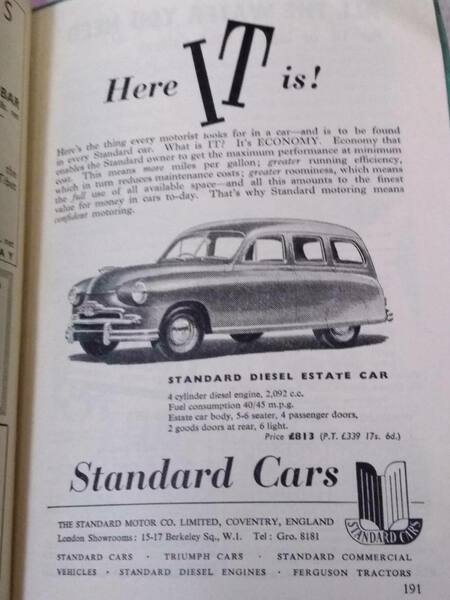 Here IT is!
Here's the thing every motorist looks for in a car—and is to be found
in every Standard car. What is IT? It's ECONOMY. Economy that
enables the Standard owner to get the maximum performance at minimum
cost. This means more miles per gallon; greater running efficiency,
which in turn reduces maintenance costs; greater roominess, which means
the full use of all available space—and all this amounts to the finest
value for money in cars to-day. That's why Standard motoring means
confident motoring.
STANDARD DIESEL ESTATE CAR
4 cylinder diesel engine, 2,092 c.c.
Fuel consumption 40/45 m.p.g.
Estate car body, 5-6 seater, 4 passenger doors,
2 goods doors at rear, 6 light.
Price £813 (P.T. £339 17s. 6d.)
Standard Cars
STANDARD CARS
THE STANDARD MOTOR CO. LIMITED, COVENTRY, ENGLAND
London Showrooms: 15-17 Berkeley Sq., W.1. Tel: Gro. 8181
STANDARD CARS · TRIUMPH CARS · STANDARD COMMERCIAL
VEHICLES · STANDARD DIESEL ENGINES · FERGUSON TRACTORS
191